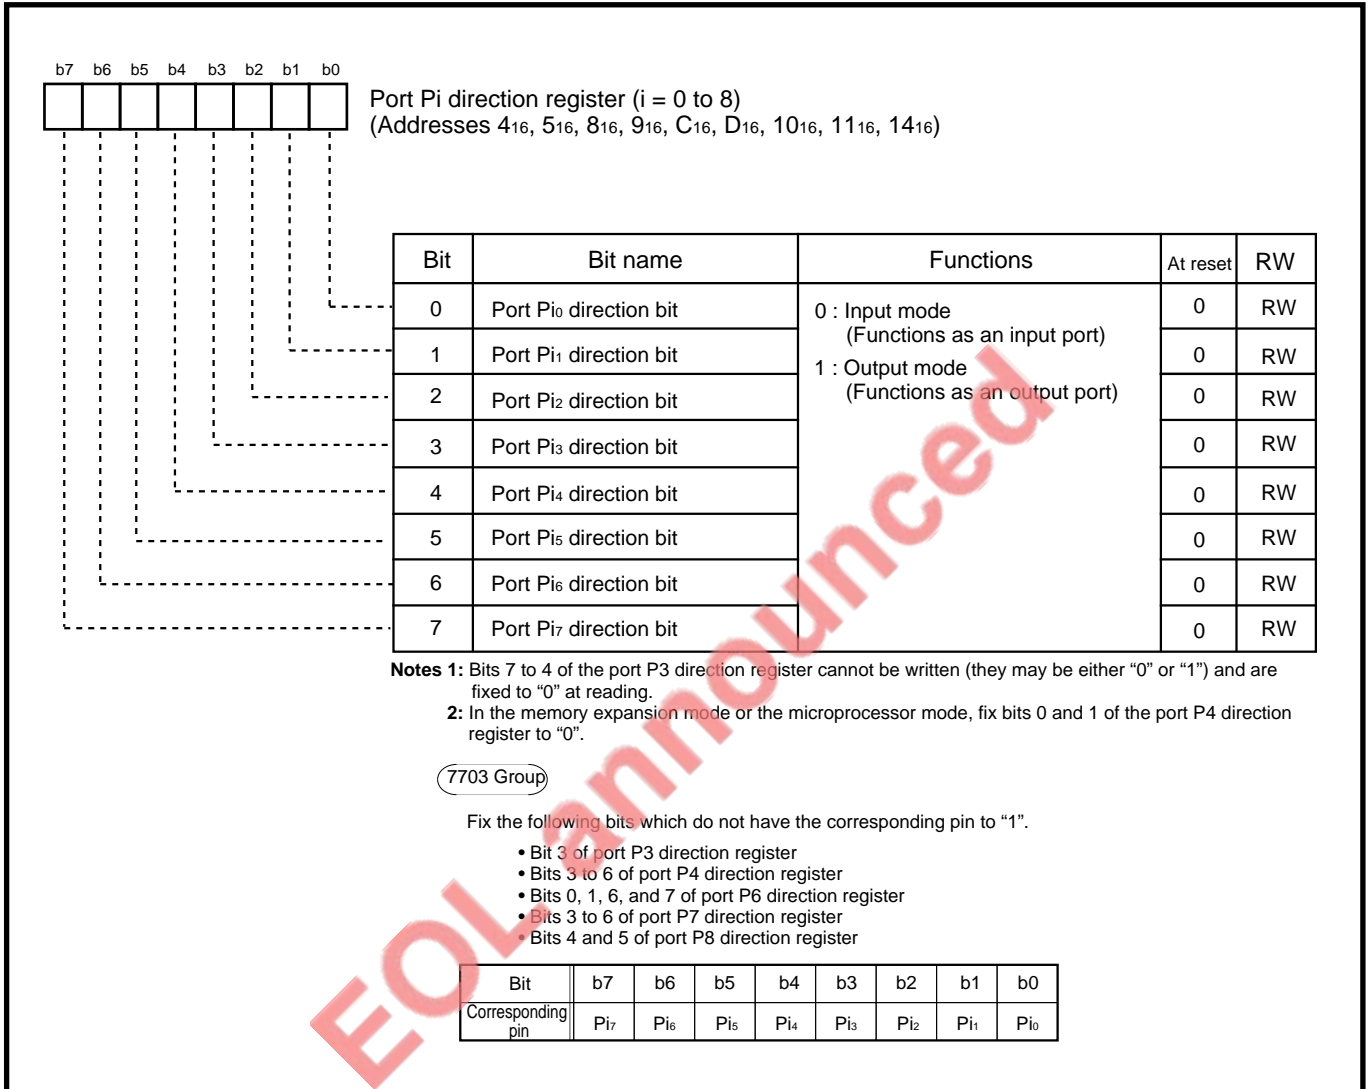 b7 b6 b5 b4 b3 b2 b1 b0
Port Pi direction register (i = 0 to 8)
(Addresses 4₁₆, 5₁₆, 8₁₆, 9₁₆, C₁₆, D₁₆, 10₁₆, 11₁₆, 14₁₆)
Bit Bit name Functions At reset RW
0 Port Pi₀ direction bit 0 : Input mode 0 RW
(Functions as an input port)
1 Port Pi₁ direction bit 0 RW
1 : Output mode
2 Port Pi₂ direction bit (Functions as an output port) 0 RW
3 Port Pi₃ direction bit 0 RW
4 Port Pi₄ direction bit 0 RW
5 Port Pi₅ direction bit 0 RW
6 Port Pi₆ direction bit 0 RW
7 Port Pi₇ direction bit 0 RW
Notes 1: Bits 7 to 4 of the port P3 direction register cannot be written (they may be either “0” or “1”) and are
fixed to “0” at reading.
2: In the memory expansion mode or the microprocessor mode, fix bits 0 and 1 of the port P4 direction
register to “0”.
7703 Group
Fix the following bits which do not have the corresponding pin to “1”.
• Bit 3 of port P3 direction register
• Bits 3 to 6 of port P4 direction register
• Bits 0, 1, 6, and 7 of port P6 direction register
• Bits 3 to 6 of port P7 direction register
• Bits 4 and 5 of port P8 direction register
Bit b7 b6 b5 b4 b3 b2 b1 b0
Corresponding
pin Pi₇ Pi₆ Pi₅ Pi₄ Pi₃ Pi₂ Pi₁ Pi₀
EOL announced